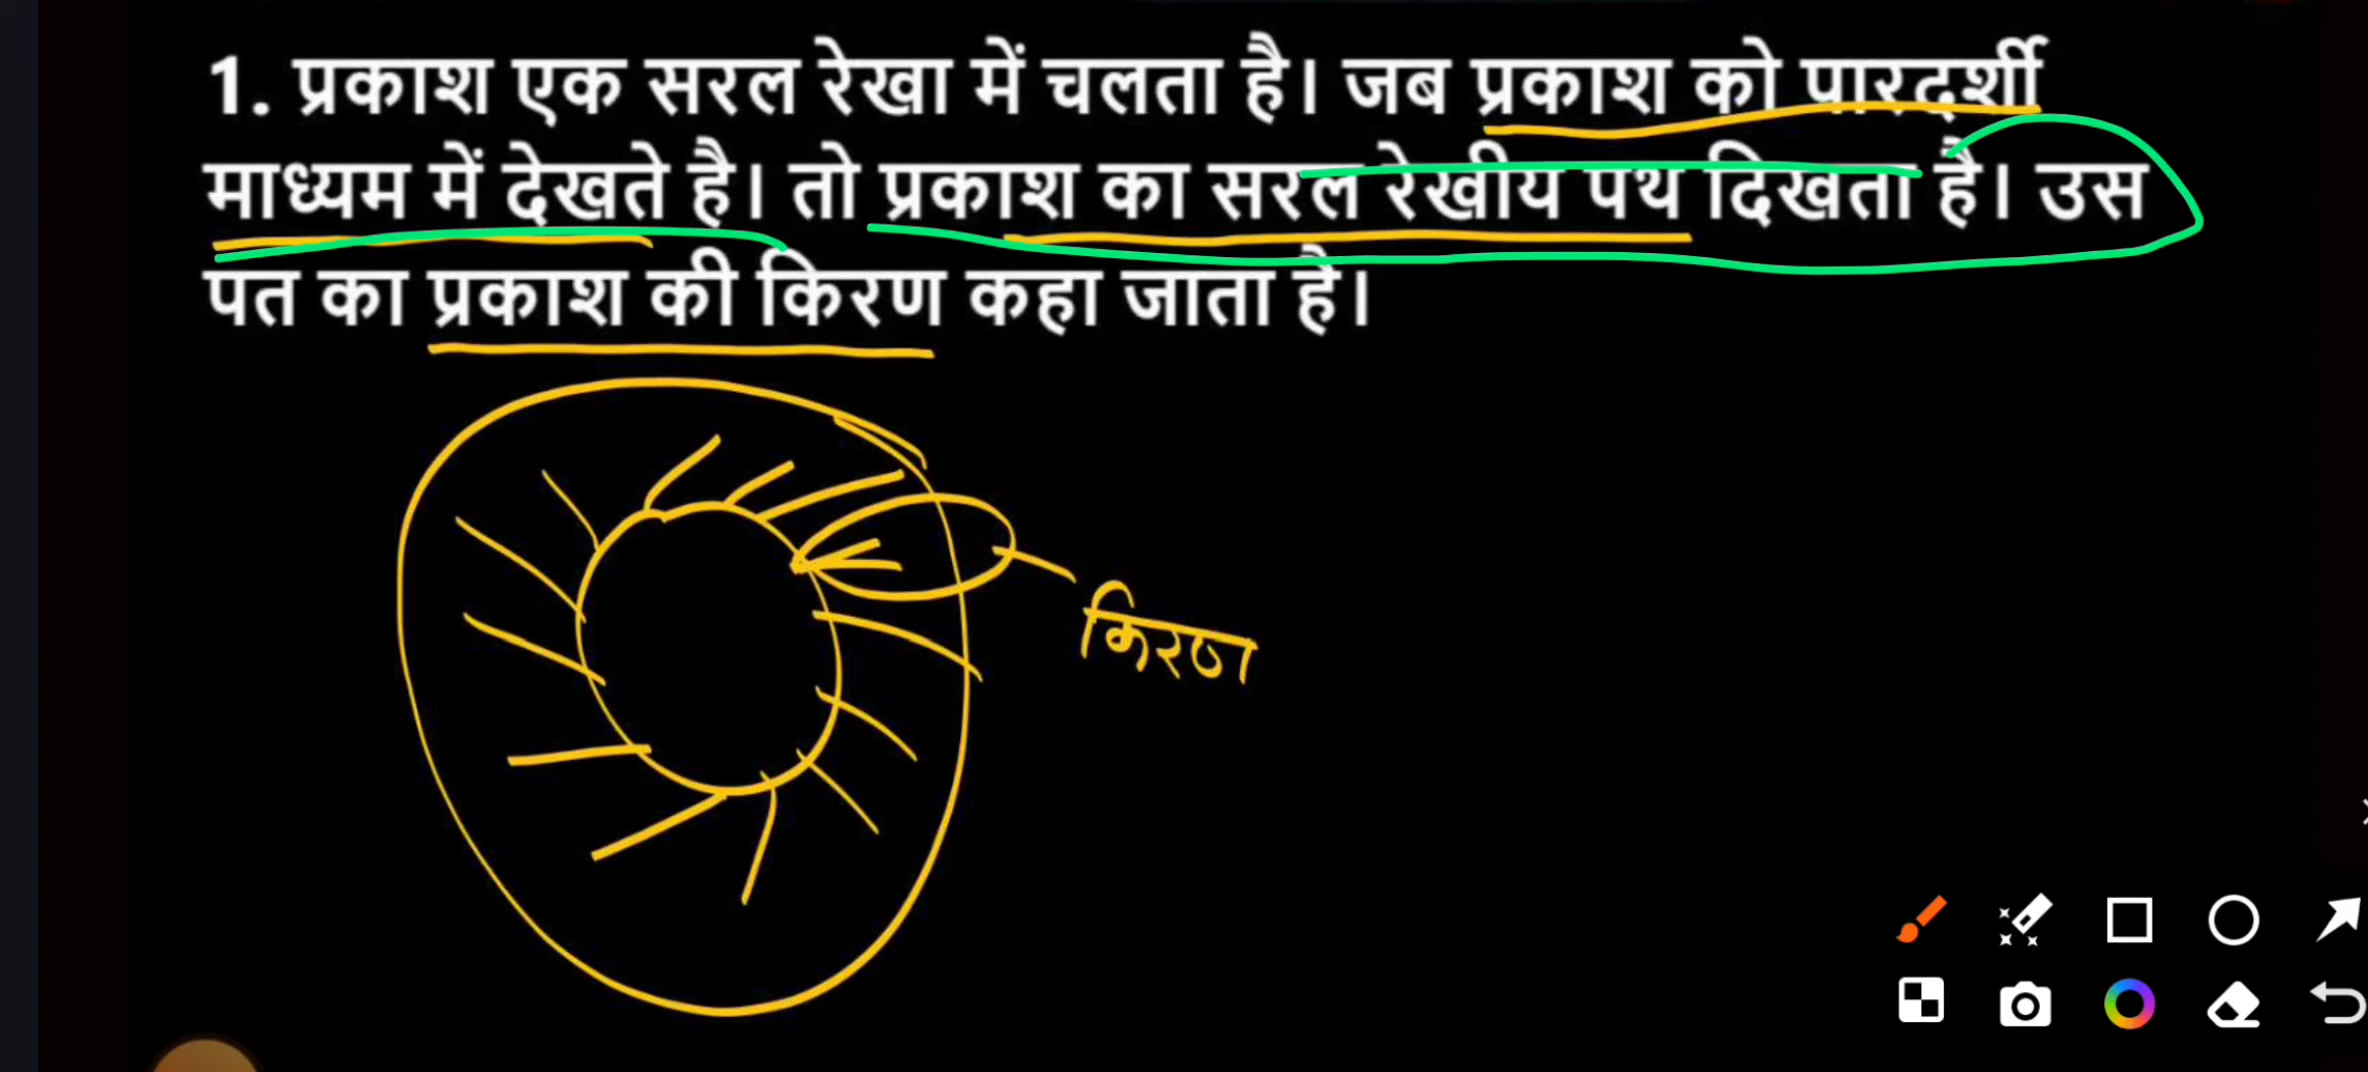 1. प्रकाश एक सरल रेखा में चलता है। जब प्रकाश को पारदर्शी
माध्यम में देखते है। तो प्रकाश का सरल रेखीय पथ दिखता है। उस
पत का प्रकाश की किरण कहा जाता है।
किरण